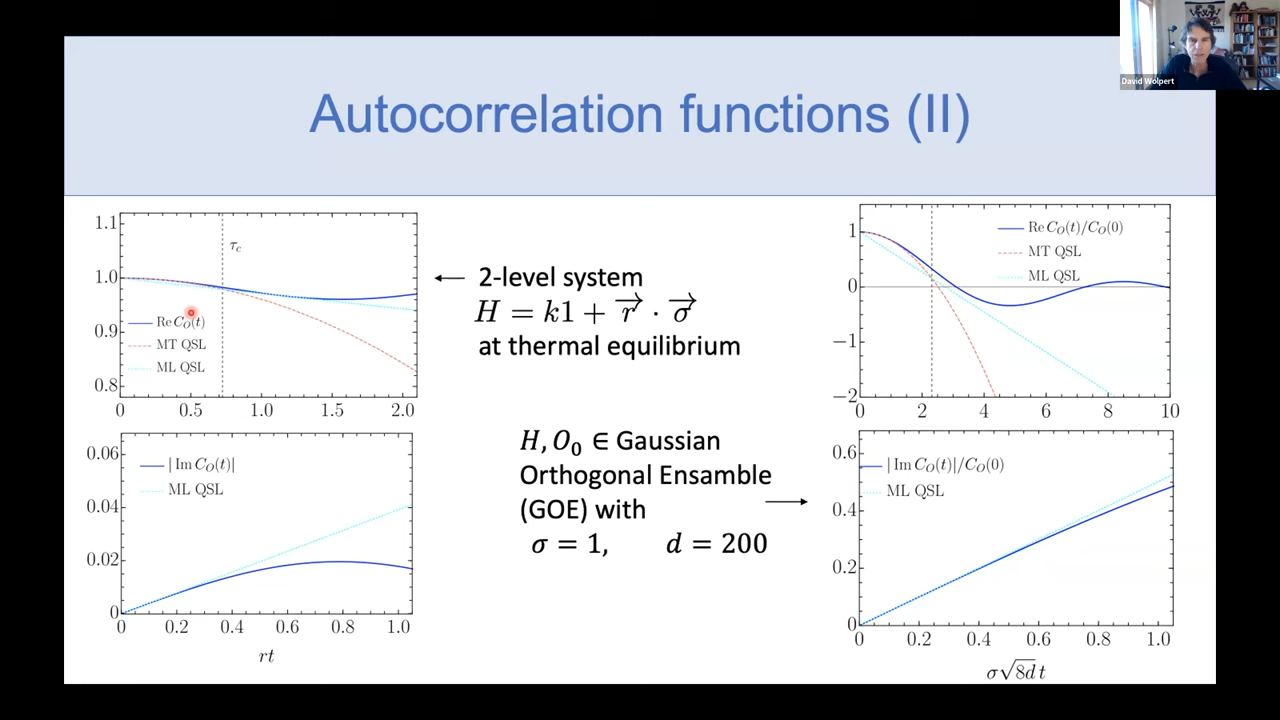 David Wolpert
Autocorrelation functions (II)
1.1
1.0
0.9
0.8
τc
Re CO(t)
MT QSL
ML QSL
0 0.5 1.0 1.5 2.0
← 2-level system
H = k1 + r⃗ · σ⃗
at thermal equilibrium
1
0
−1
−2
Re CO(t)/CO(0)
MT QSL
ML QSL
0 2 4 6 8 10
0.06
0.04
0.02
0
| Im CO(t)|
ML QSL
0 0.2 0.4 0.6 0.8 1.0
rt
H, O0 ∈ Gaussian
Orthogonal Ensamble
(GOE) with →
σ = 1, d = 200
0.6
0.4
0.2
0
| Im CO(t)|/CO(0)
ML QSL
0 0.2 0.4 0.6 0.8 1.0
σ√8d t